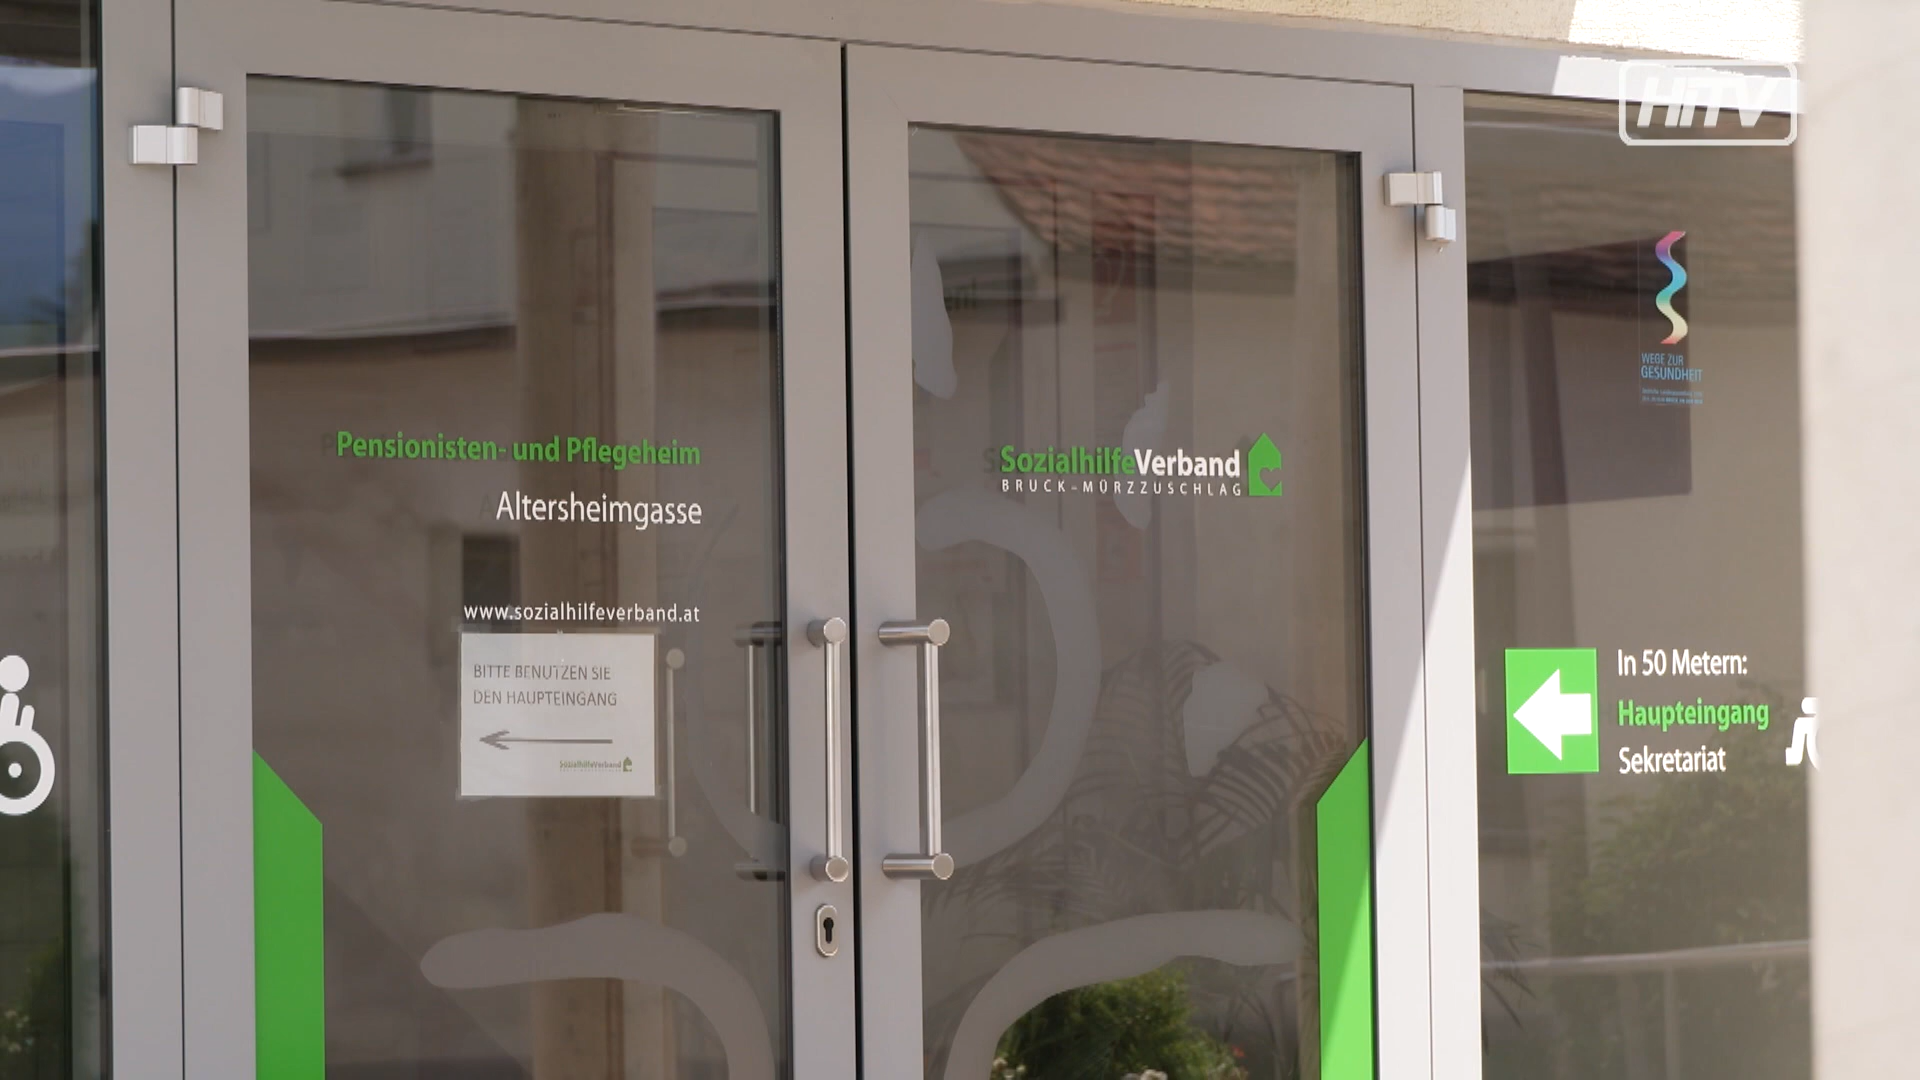 HiTV
Pensionisten- und Pflegeheim
Altersheimgasse
www.sozialhilfeverband.at
BITTE BENUTZEN SIE
DEN HAUPTEINGANG
SozialhilfeVerband
SozialhilfeVerband
BRUCK-MÜRZZUSCHLAG
WEGE ZUR
GESUNDHEIT
In 50 Metern:
Haupteingang
Sekretariat